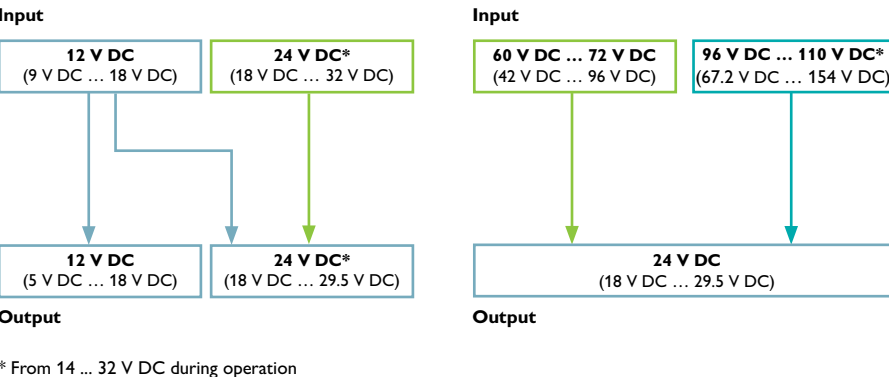 Input
12 V DC
(9 V DC … 18 V DC)
24 V DC*
(18 V DC … 32 V DC)
12 V DC
(5 V DC … 18 V DC)
24 V DC*
(18 V DC … 29.5 V DC)
Output
Input
60 V DC … 72 V DC
(42 V DC … 96 V DC)
96 V DC … 110 V DC*
(67.2 V DC … 154 V DC)
24 V DC
(18 V DC … 29.5 V DC)
Output
* From 14 ... 32 V DC during operation